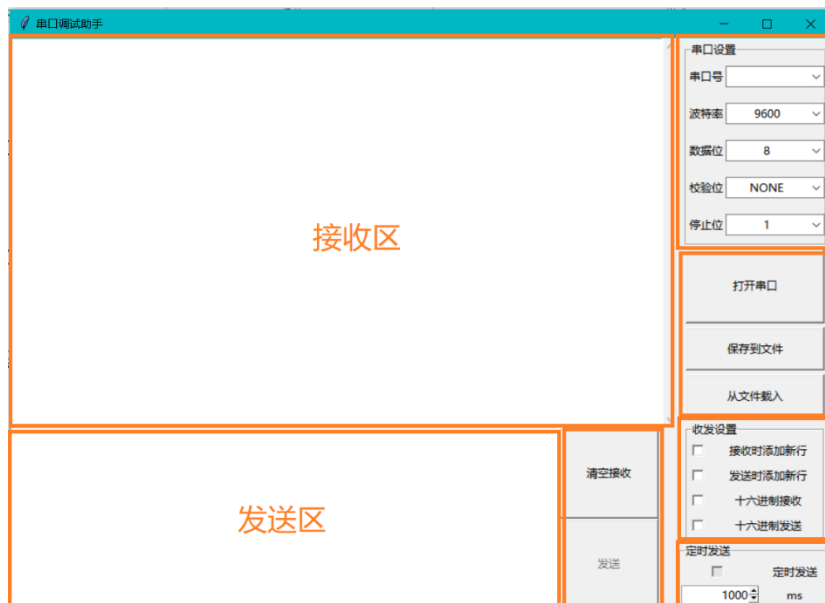 串口调试助手
接收区
串口设置
串口号
波特率 9600
数据位 8
校验位 NONE
停止位 1
打开串口
保存到文件
从文件载入
收发设置
接收时添加新行
发送时添加新行
十六进制接收
十六进制发送
清空接收
发送区
发送
定时发送
定时发送
1000 ms